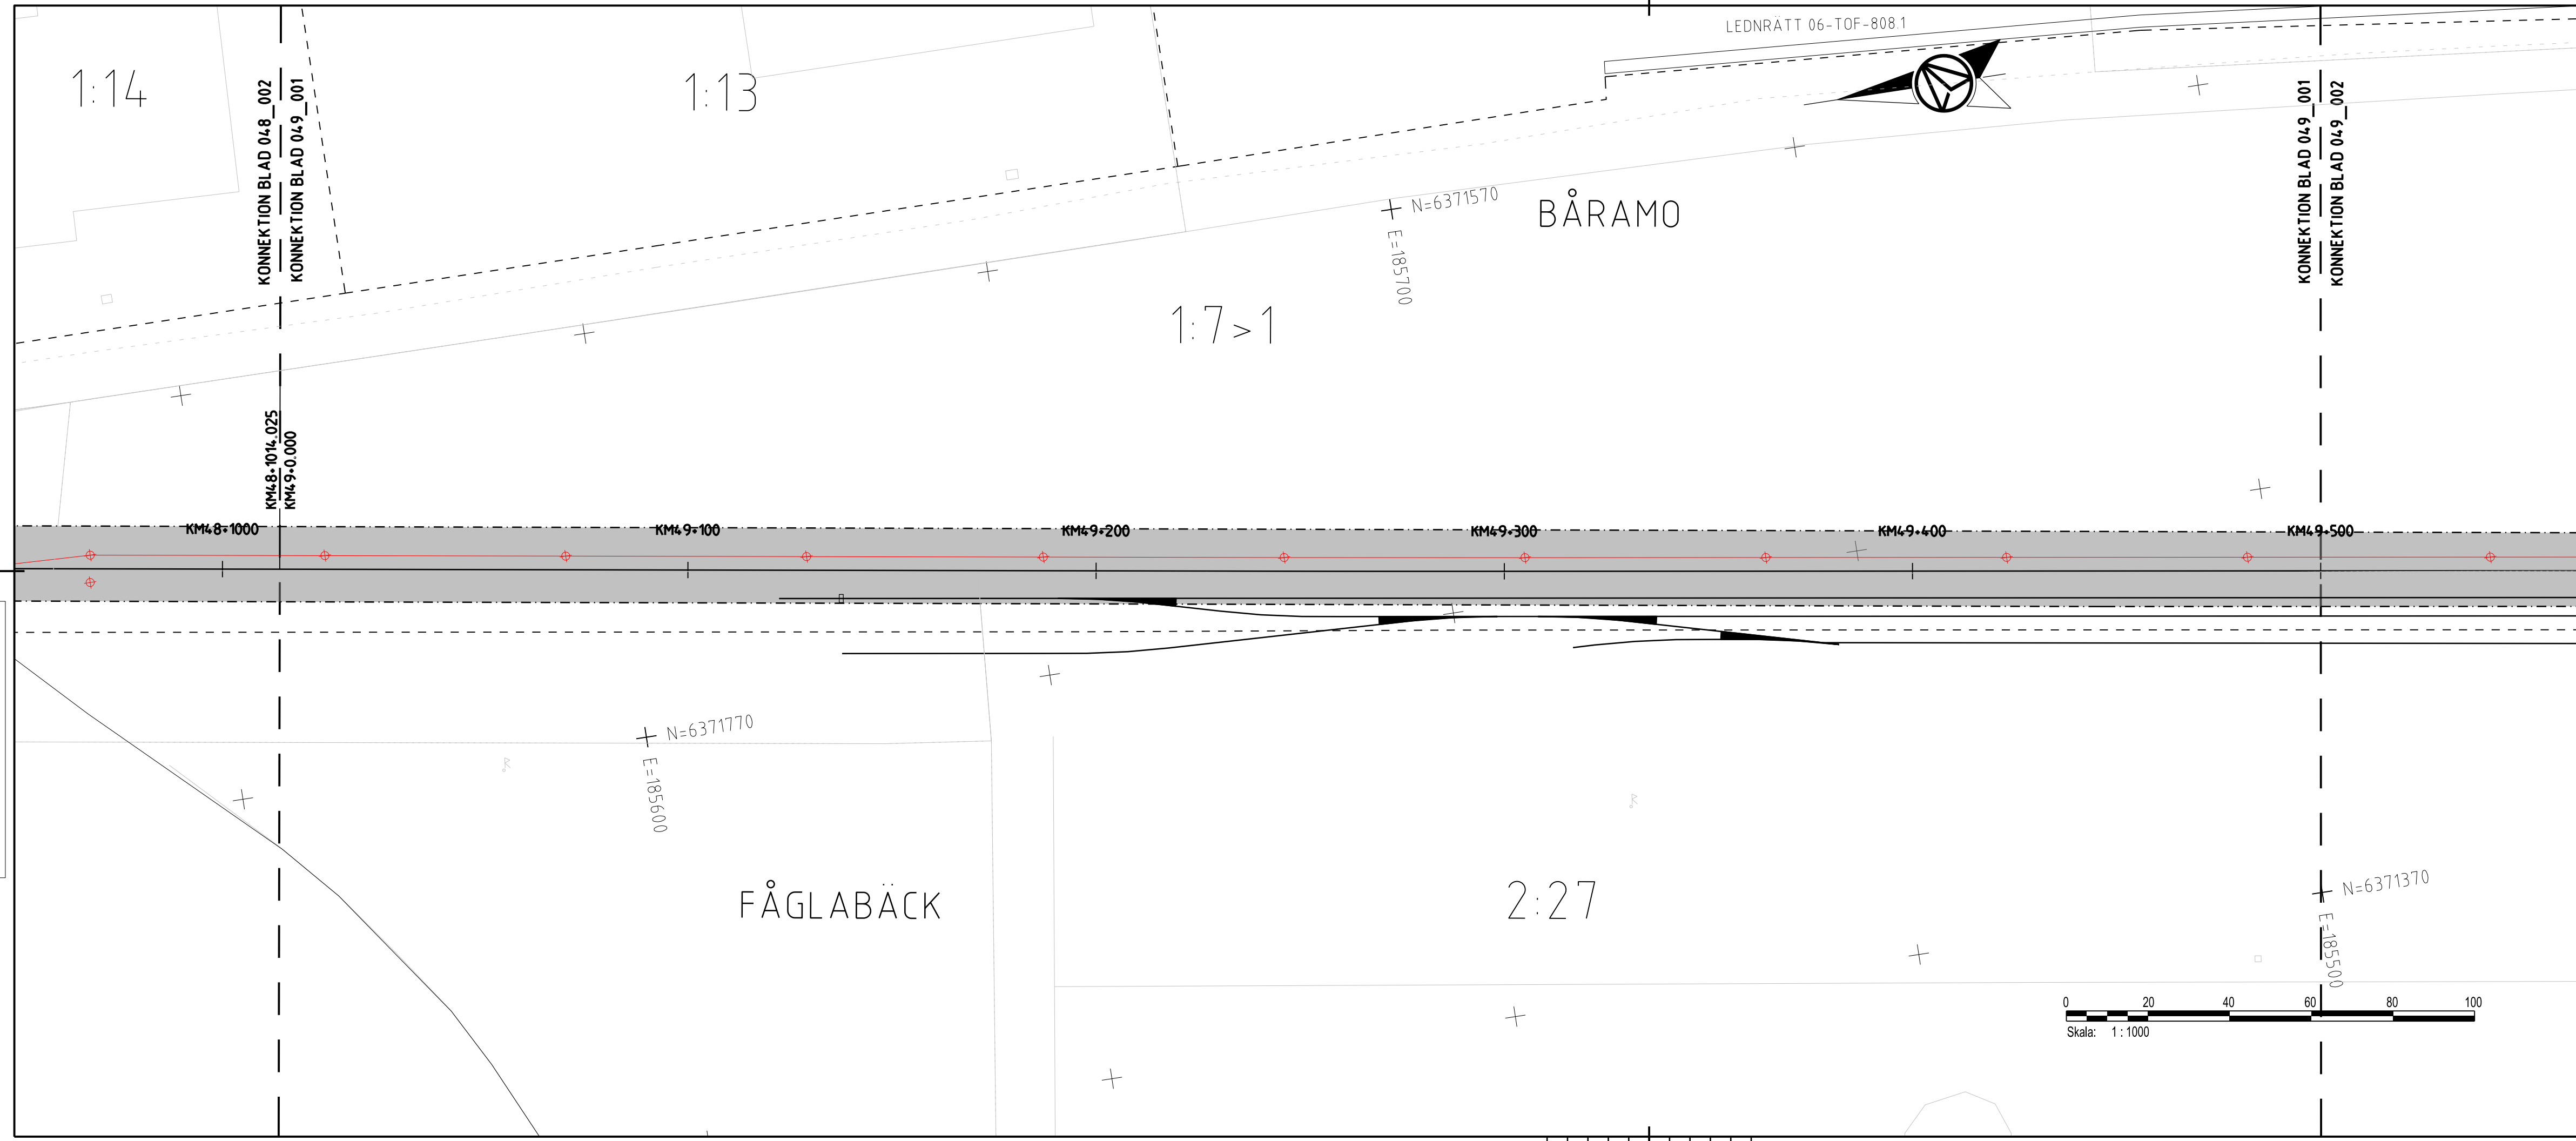 LEDNRÄTT 06-TOF-808.1
1:14
1:13
KONNEKTION BLAD 048_002
KONNEKTION BLAD 049_001
KONNEKTION BLAD 049_001
KONNEKTION BLAD 049_002
N=6371570
E=185700
BÅRAMO
1:7>1
KM48+1014.025
KM49+0.000
KM48+1000
KM49+100
KM49+200
KM49+300
KM49+400
KM49+500
N=6371770
E=185600
FÅGLABÄCK
2:27
N=6371370
E=185500
0 20 40 60 80 100
Skala: 1 : 1000